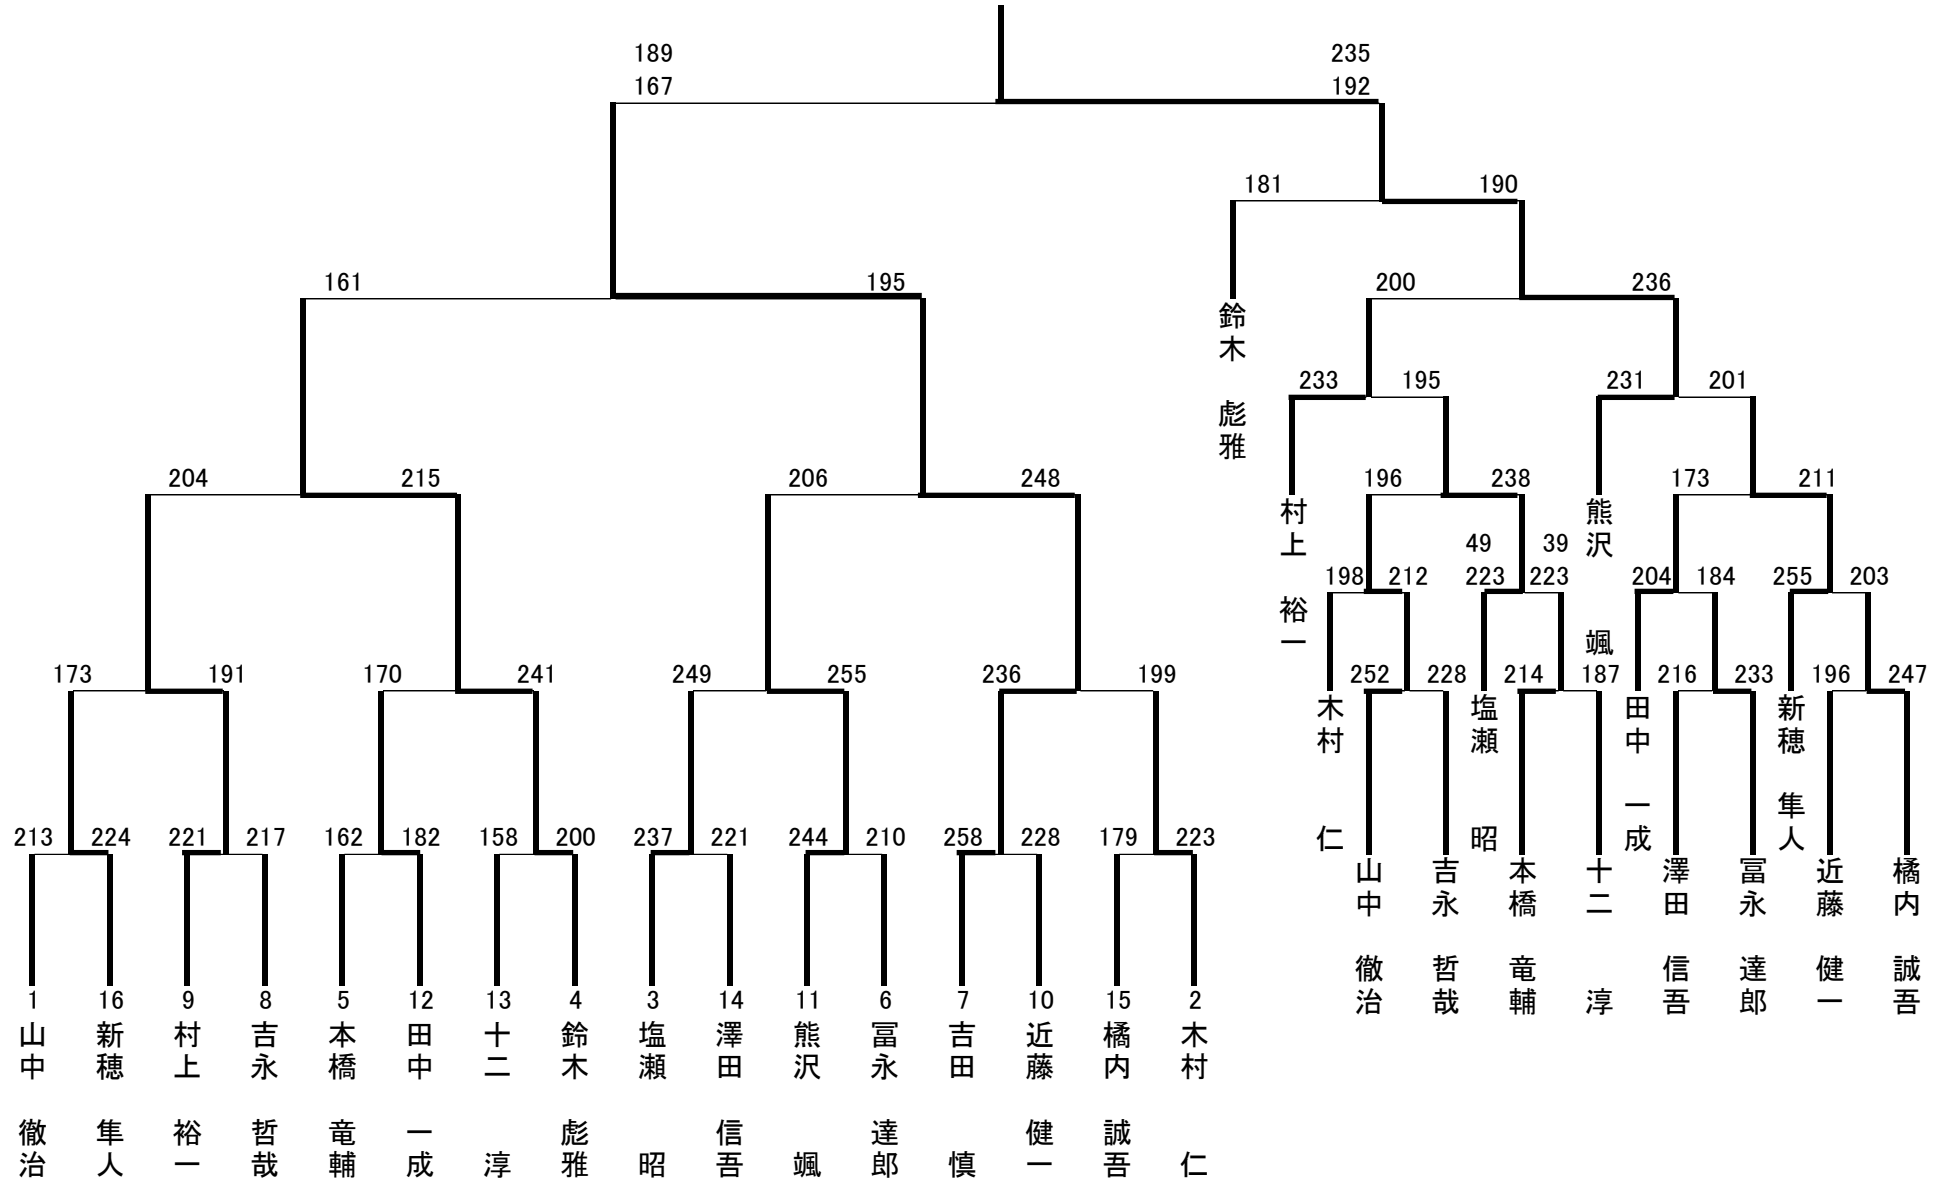 189 235
167 192
181 190
161 195 200 236
鈴木 彪雅
233 195 231 201
204 215 206 248 196 238 173 211
村上 裕一
熊沢 颯
49 39
198 212 223 223 204 184 255 203
173 191 170 241 249 255 236 199 252 228 214 187 216 233 196 247
木村 仁
塩瀬 昭
田中 一成
新穂 隼人
213 224 221 217 162 182 158 200 237 221 244 210 258 228 179 223
山中 徹治
吉永 哲哉
本橋 竜輔
十二 淳
澤田 信吾
冨永 達郎
近藤 健一
橘内 誠吾
1 16 9 8 5 12 13 4 3 14 11 6 7 10 15 2
山中 徹治
新穂 隼人
村上 裕一
吉永 哲哉
本橋 竜輔
田中 一成
十二 淳
鈴木 彪雅
塩瀬 昭
澤田 信吾
熊沢 颯
冨永 達郎
吉田 慎
近藤 健一
橘内 誠吾
木村 仁